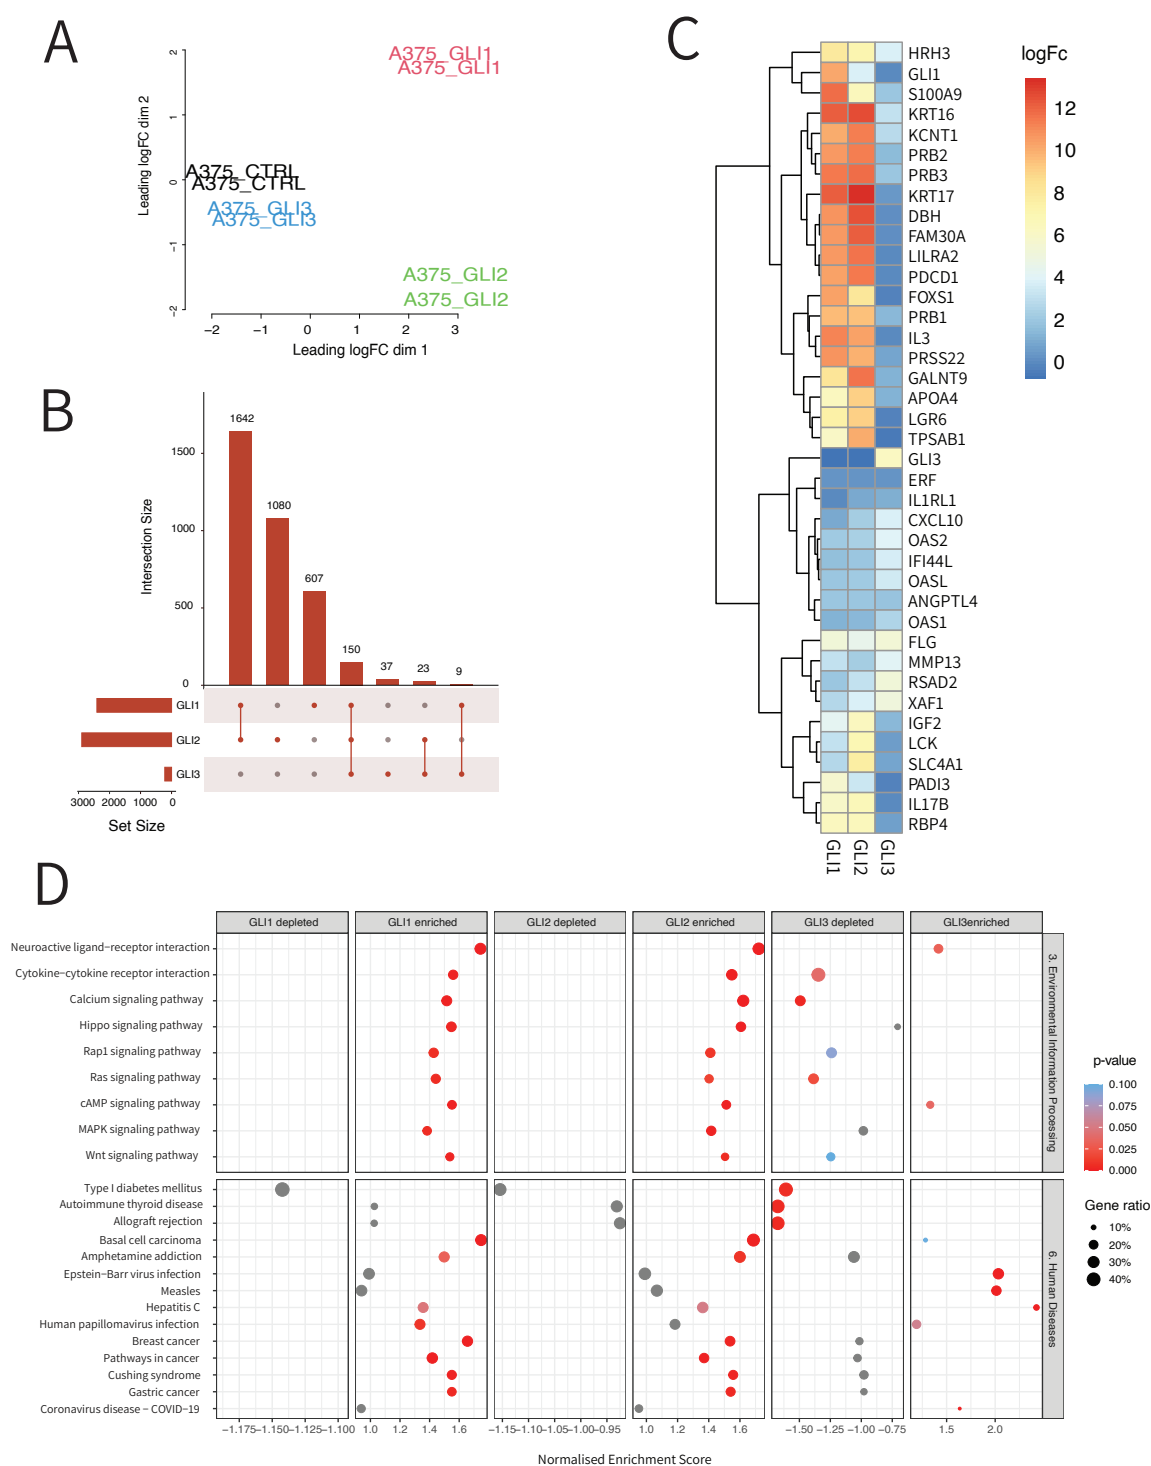 A
A375_GLI1
A375_GLI1
A375_CTRL
A375_CTRL
A375_GLI3
A375_GLI3
A375_GLI2
A375_GLI2
Leading logFC dim 2
2
1
0
−1
−2
−2 −1 0 1 2 3
Leading logFC dim 1
B
Intersection Size
1500
1000
500
0
1642
1080
607
150
37
23
9
GLI1
GLI2
GLI3
3000 2000 1000 0
Set Size
C
HRH3
GLI1
S100A9
KRT16
KCNT1
PRB2
PRB3
KRT17
DBH
FAM30A
LILRA2
PDCD1
FOXS1
PRB1
IL3
PRSS22
GALNT9
APOA4
LGR6
TPSAB1
GLI3
ERF
IL1RL1
CXCL10
OAS2
IFI44L
OASL
ANGPTL4
OAS1
FLG
MMP13
RSAD2
XAF1
IGF2
LCK
SLC4A1
PADI3
IL17B
RBP4
GLI1 GLI2 GLI3
logFc
12
10
8
6
4
2
0
D
GLI1 depleted GLI1 enriched GLI2 depleted GLI2 enriched GLI3 depleted GLI3enriched
Neuroactive ligand−receptor interaction
Cytokine−cytokine receptor interaction
Calcium signaling pathway
Hippo signaling pathway
Rap1 signaling pathway
Ras signaling pathway
cAMP signaling pathway
MAPK signaling pathway
Wnt signaling pathway
3. Environmental Information Processing
Type I diabetes mellitus
Autoimmune thyroid disease
Allograft rejection
Basal cell carcinoma
Amphetamine addiction
Epstein−Barr virus infection
Measles
Hepatitis C
Human papillomavirus infection
Breast cancer
Pathways in cancer
Cushing syndrome
Gastric cancer
Coronavirus disease − COVID−19
6. Human Diseases
−1.175 −1.150 −1.125 −1.100 1.0 1.2 1.4 1.6 −1.15 −1.10 −1.05 −1.00 −0.95 1.0 1.2 1.4 1.6 −1.50 −1.25 −1.00 −0.75 1.5 2.0
Normalised Enrichment Score
p-value
0.100
0.075
0.050
0.025
0.000
Gene ratio
10%
20%
30%
40%